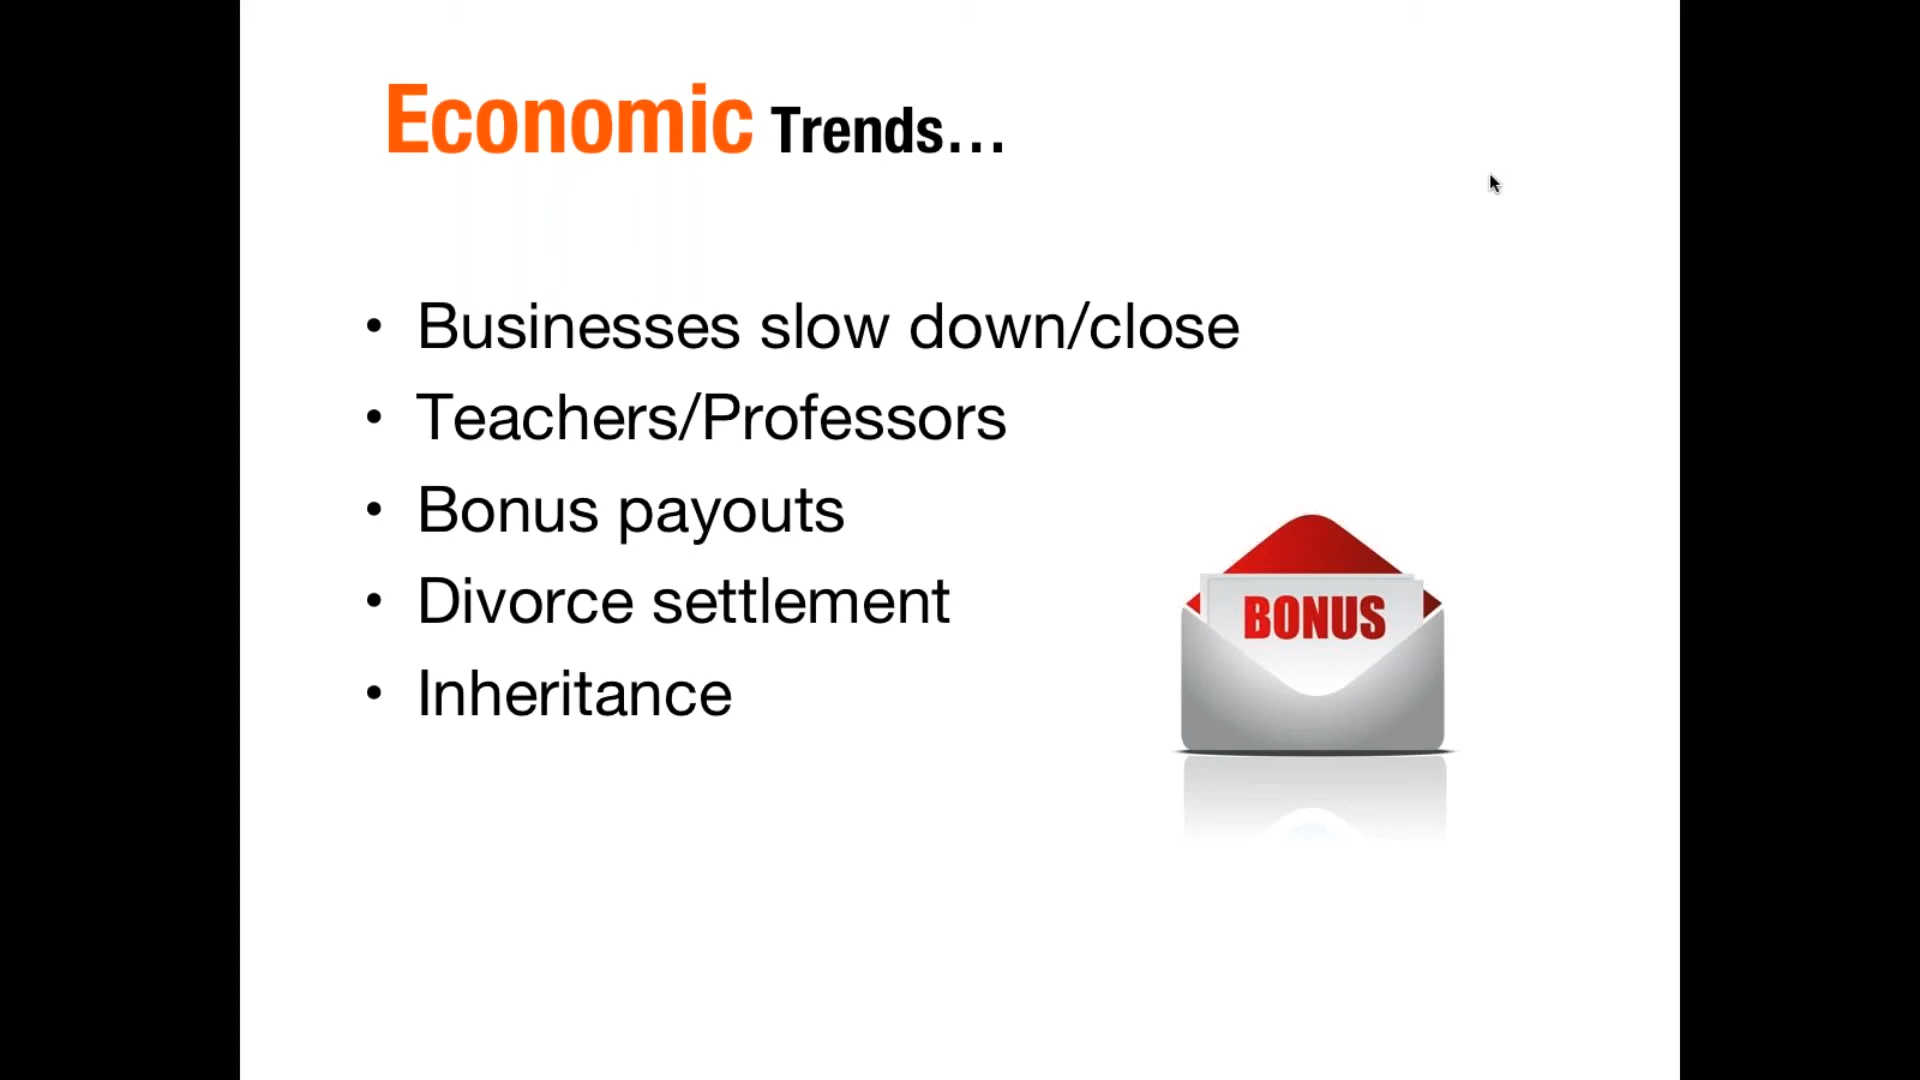 Economic Trends...
• Businesses slow down/close
• Teachers/Professors
• Bonus payouts
• Divorce settlement
• Inheritance
BONUS